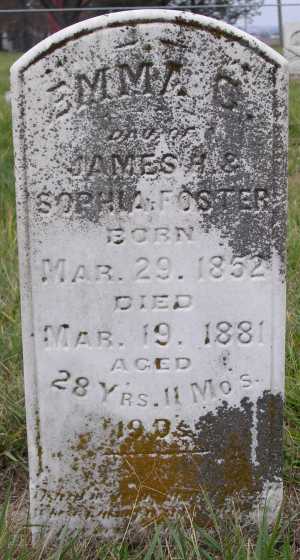 EMMA C.
DAU. OF
JAMES H. &
SOPHIA FOSTER
BORN
MAR. 29. 1852
DIED
MAR. 19. 1881
AGED
28 YRS. 11 MOS.
19 DS.